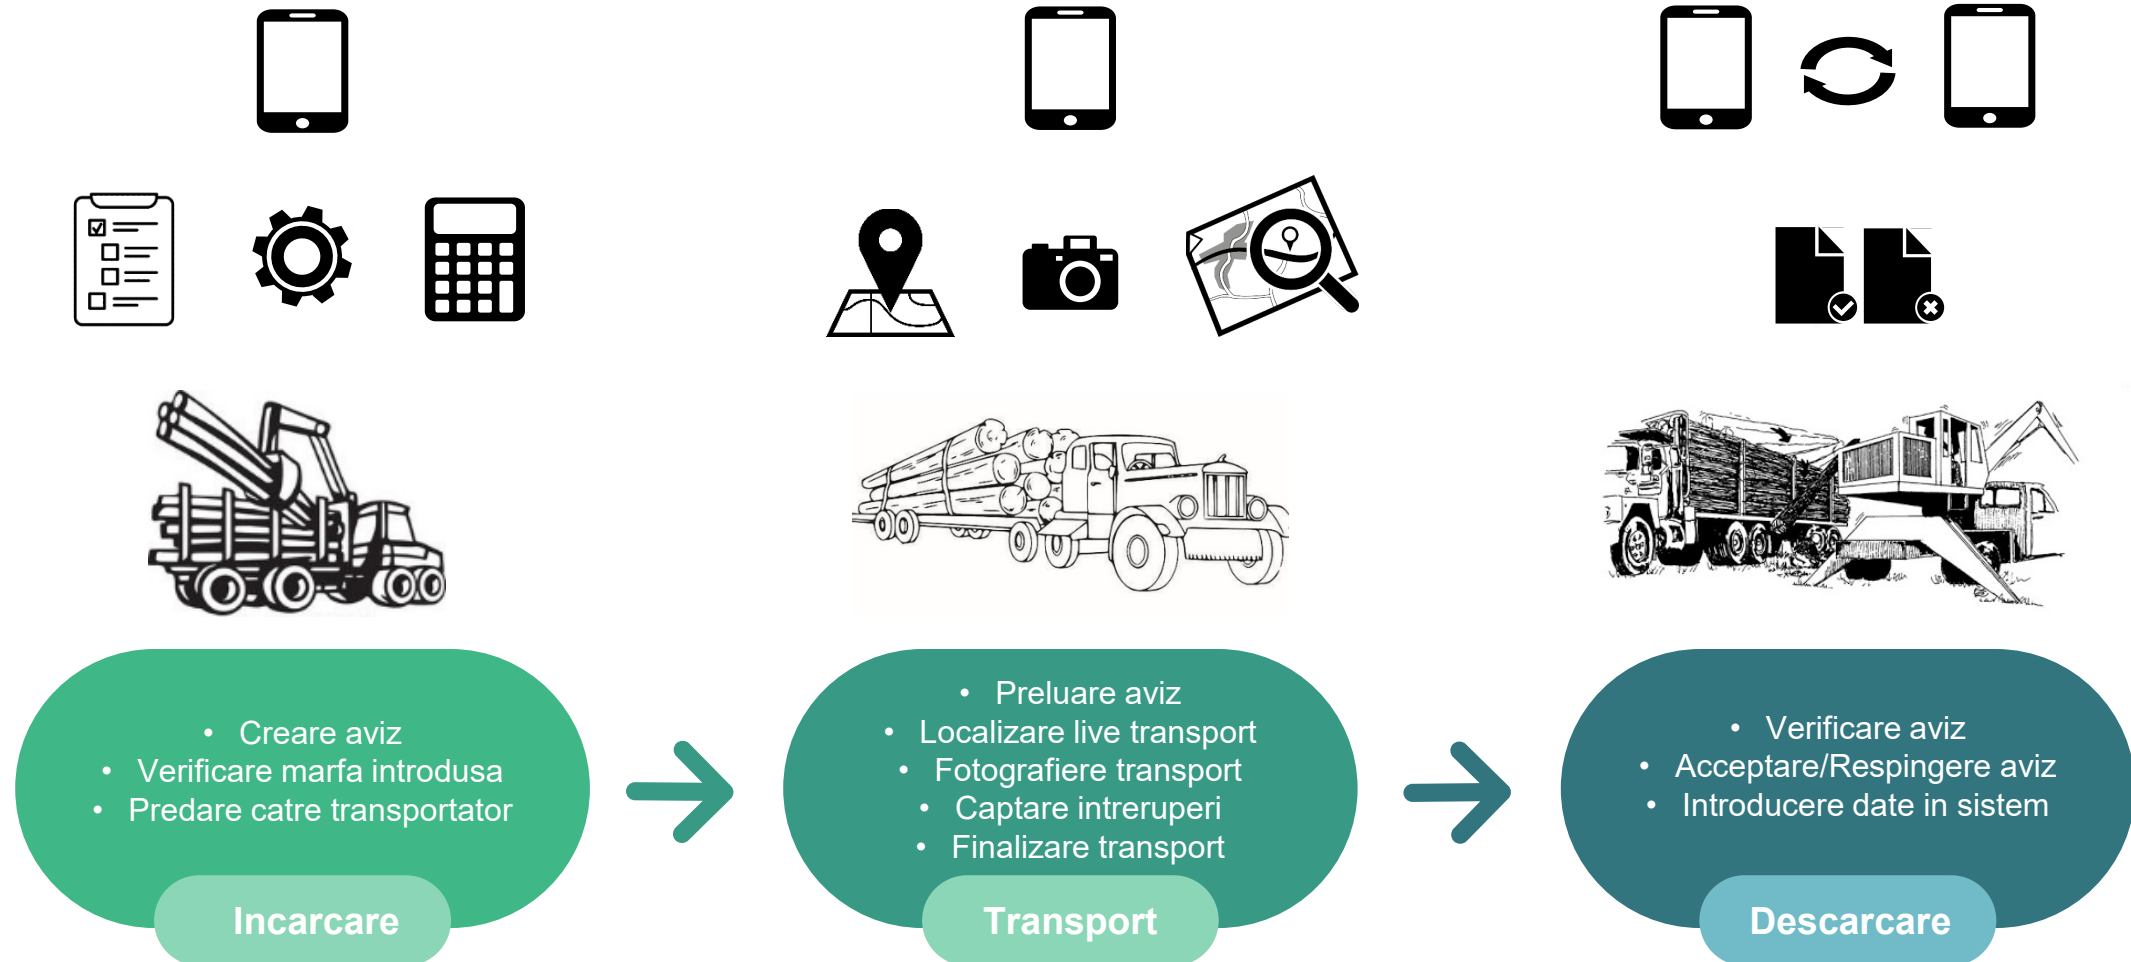 • Creare aviz
• Verificare marfa introdusa
• Predare catre transportator
Incarcare
• Preluare aviz
• Localizare live transport
• Fotografiere transport
• Captare intreruperi
• Finalizare transport
Transport
• Verificare aviz
• Acceptare/Respingere aviz
• Introducere date in sistem
Descarcare